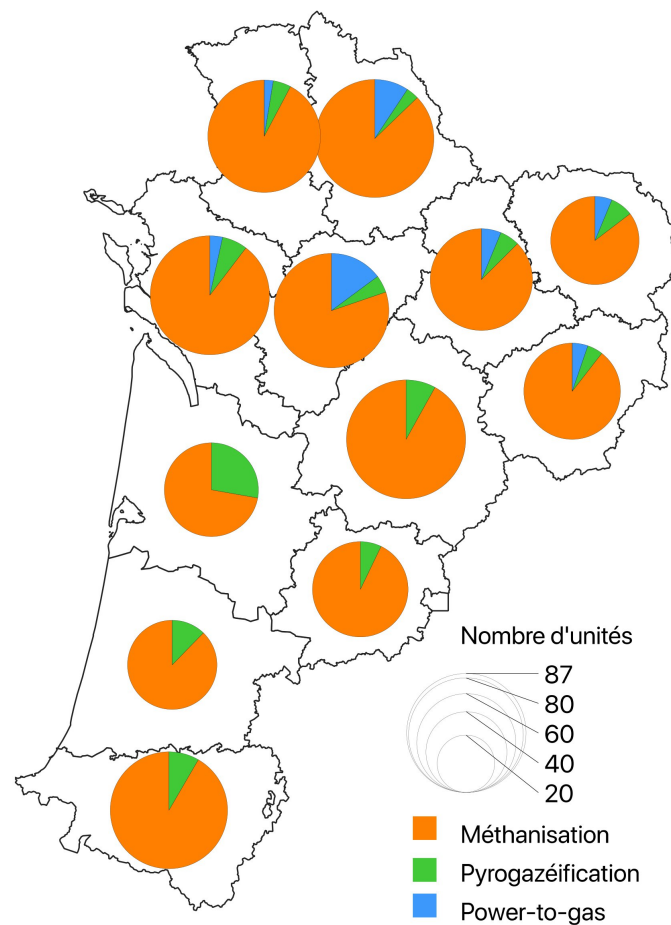 Nombre d'unités
87
80
60
40
20
Méthanisation
Pyrogazéification
Power-to-gas